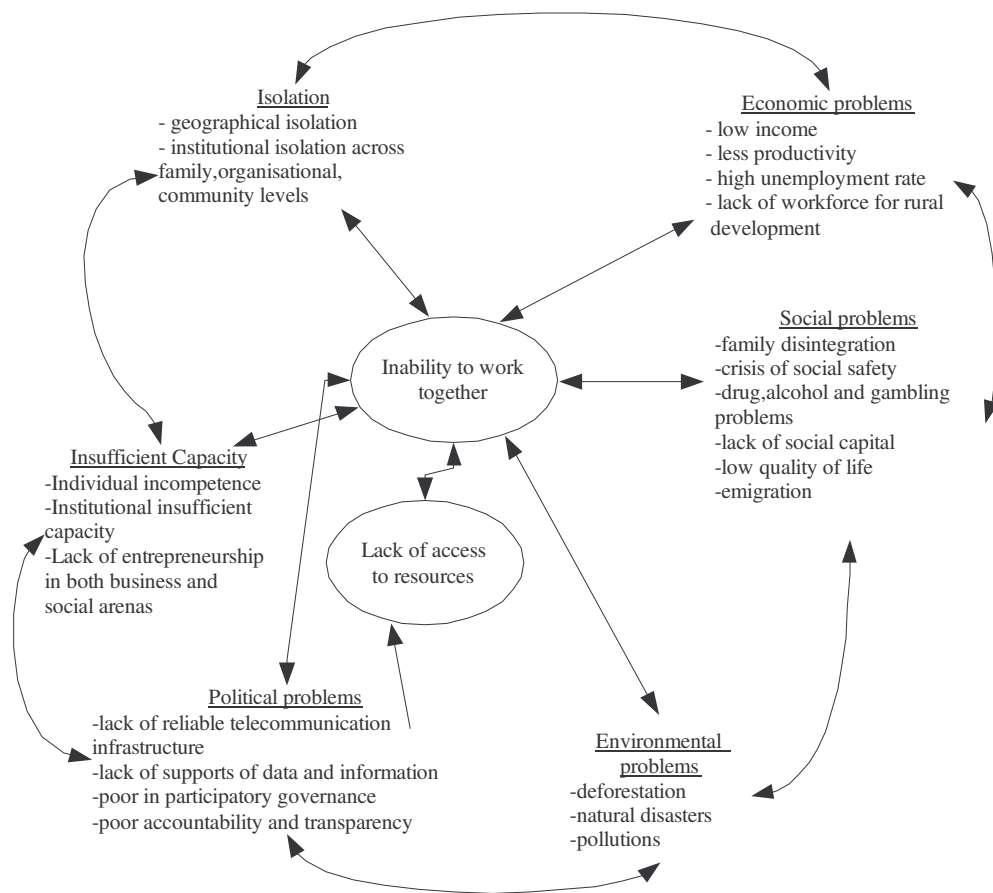 Isolation
- geographical isolation
- institutional isolation across
family,organisational,
community levels
Economic problems
- low income
- less productivity
- high unemployment rate
- lack of workforce for rural
development
Social problems
-family disintegration
-crisis of social safety
-drug,alcohol and gambling
problems
-lack of social capital
-low quality of life
-emigration
Inability to work
together
Insufficient Capacity
-Individual incompetence
-Institutional insufficient
capacity
-Lack of entrepreneurship
in both business and
social arenas
Lack of access
to resources
Political problems
-lack of reliable telecommunication
infrastructure
-lack of supports of data and information
-poor in participatory governance
-poor accountability and transparency
Environmental
problems
-deforestation
-natural disasters
-pollutions